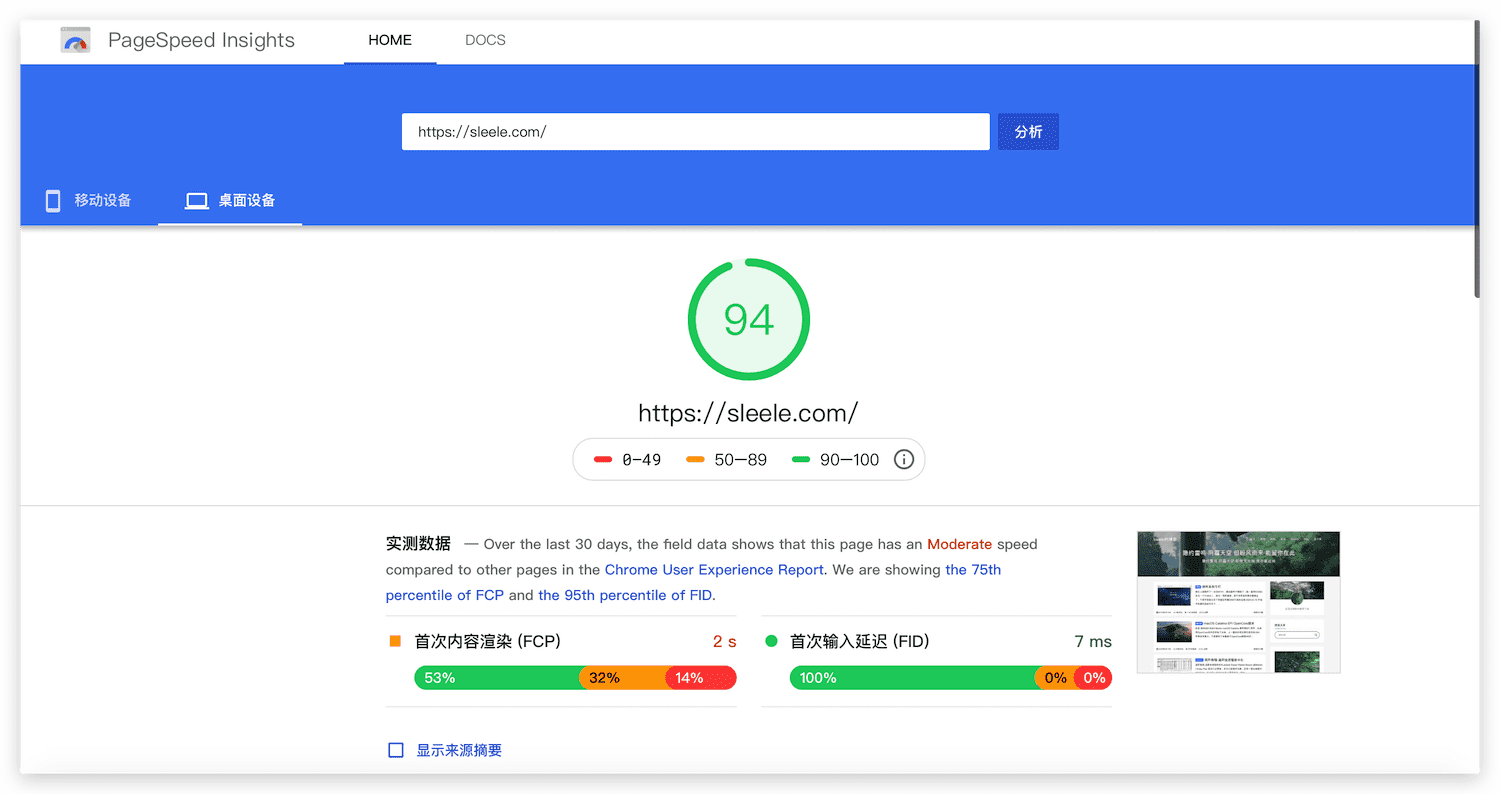 PageSpeed Insights HOME DOCS
https://sleele.com/ 分析
移动设备 桌面设备
94
https://sleele.com/
0–49 50–89 90–100
实测数据 — Over the last 30 days, the field data shows that this page has an Moderate speed
compared to other pages in the Chrome User Experience Report. We are showing the 75th
percentile of FCP and the 95th percentile of FID.
首次内容渲染 (FCP) 2 s
53% 32% 14%
首次输入延迟 (FID) 7 ms
100% 0% 0%
显示来源摘要